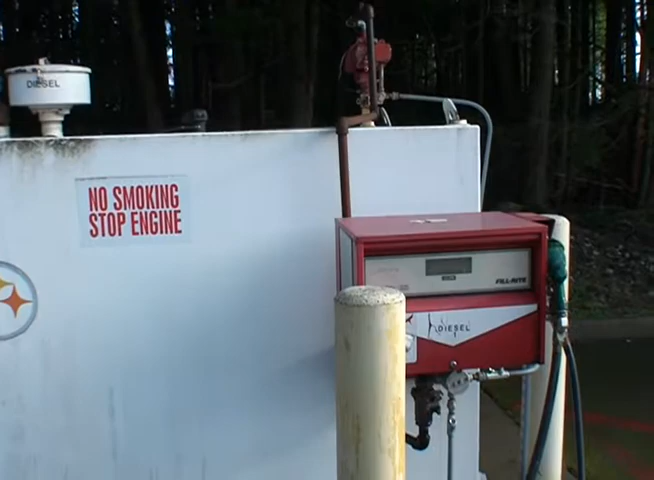 DIESEL
NO SMOKING
STOP ENGINE
FILL-RITE
DIESEL